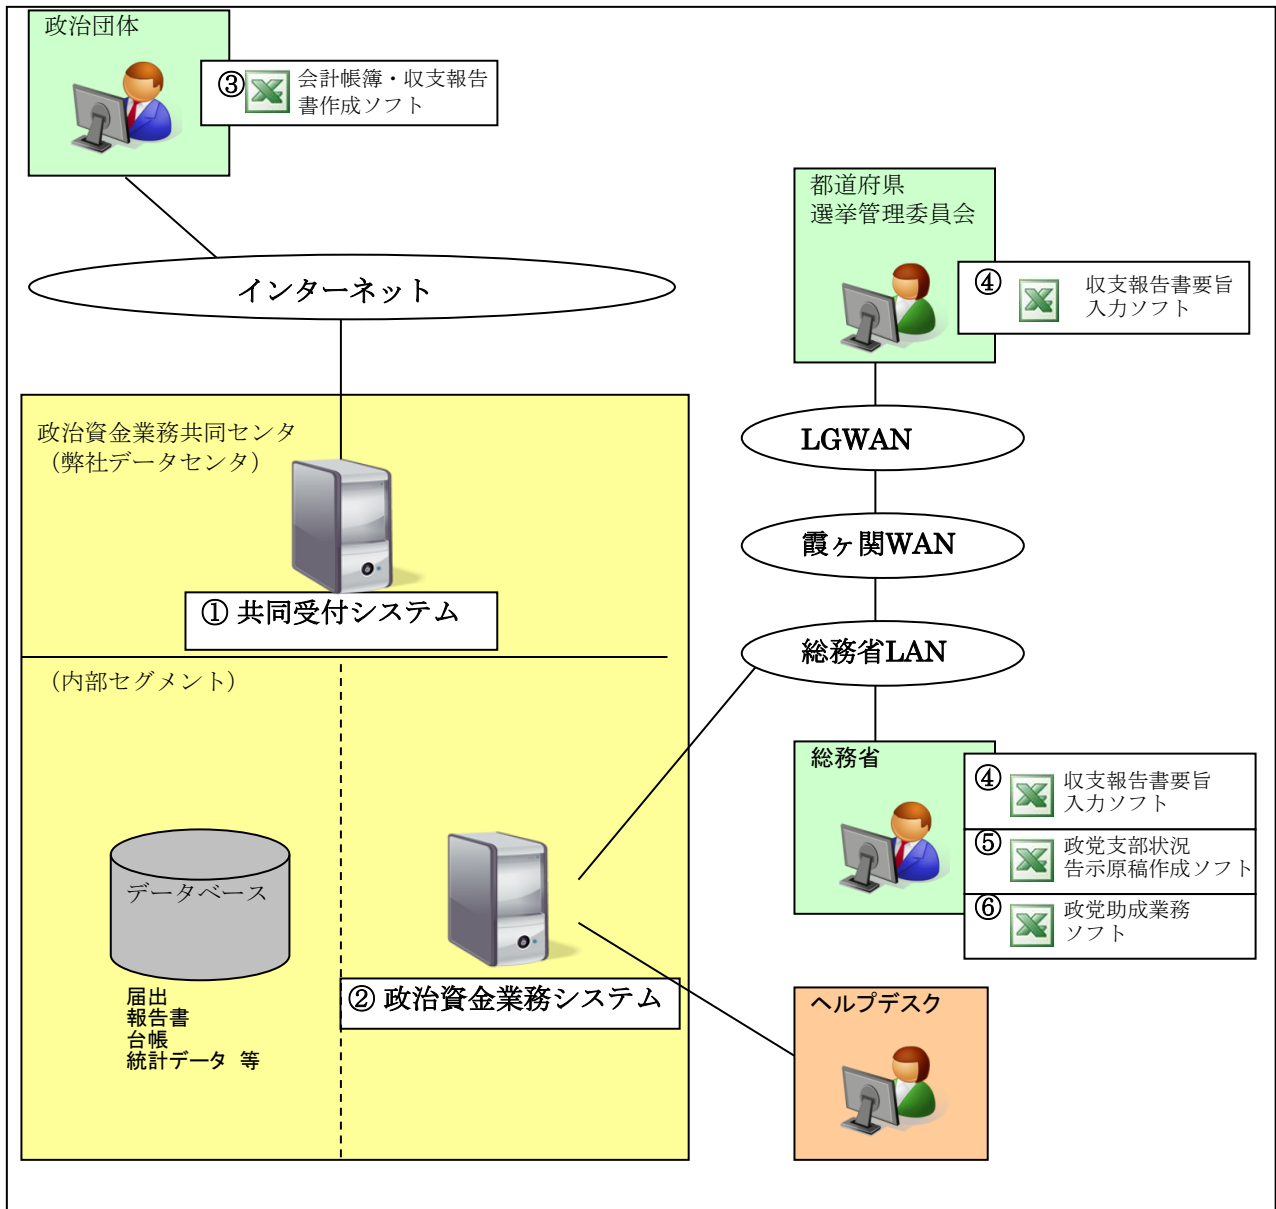 政治団体
③ 会計帳簿・収支報告
書作成ソフト
インターネット
都道府県
選挙管理委員会
④ 収支報告書要旨
入力ソフト
LGWAN
霞ヶ関WAN
総務省LAN
政治資金業務共同センタ
（弊社データセンタ）
① 共同受付システム
（内部セグメント）
データベース
届出
報告書
台帳
統計データ 等
② 政治資金業務システム
総務省
④ 収支報告書要旨
入力ソフト
⑤ 政党支部状況
告示原稿作成ソフト
⑥ 政党助成業務
ソフト
ヘルプデスク